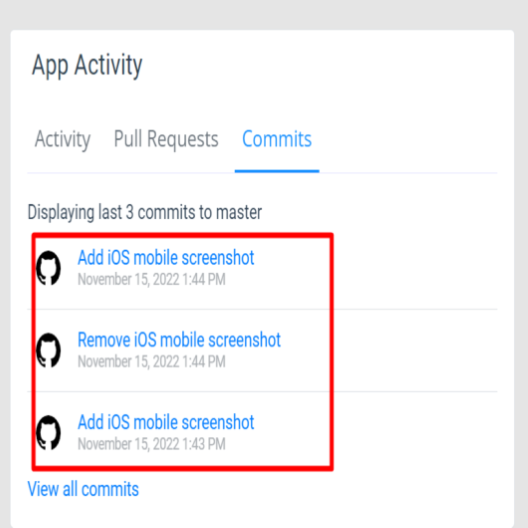 App Activity
Activity Pull Requests Commits
Displaying last 3 commits to master
Add iOS mobile screenshot
November 15, 2022 1:44 PM
Remove iOS mobile screenshot
November 15, 2022 1:44 PM
Add iOS mobile screenshot
November 15, 2022 1:43 PM
View all commits